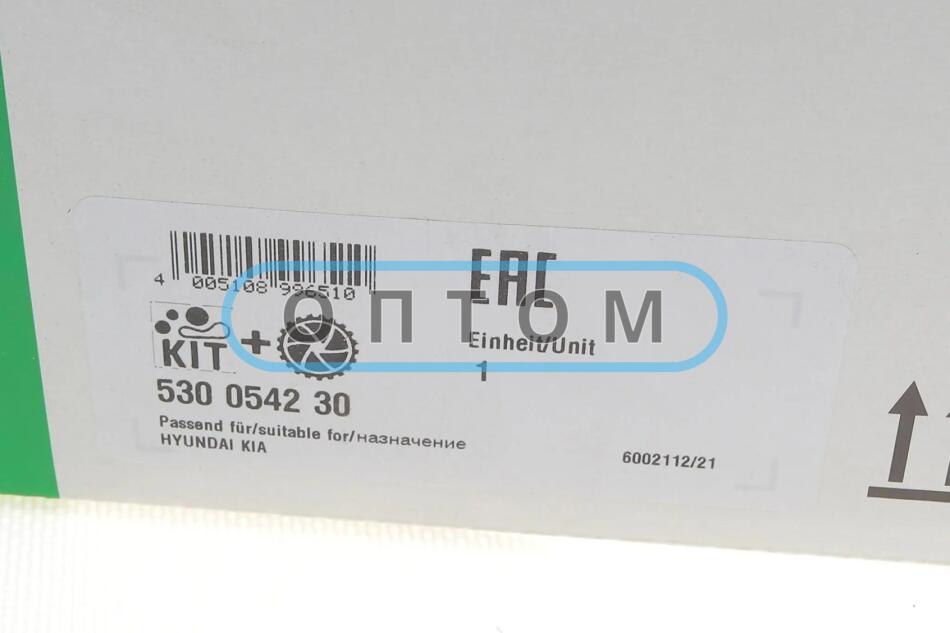 EAC
4 005108 996510
ОПТОМ
KIT +
Einheit/Unit
1
530 0542 30
Passend für/suitable for/назначение
HYUNDAI KIA
6002112/21